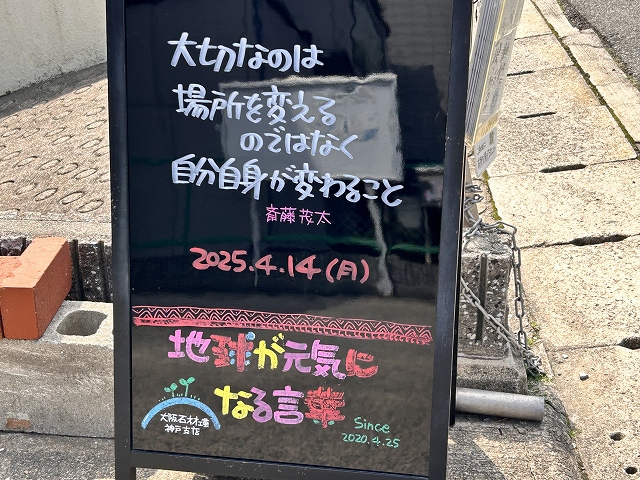 大切なのは
場所を変える
のではなく
自分自身が変わること
斎藤茂太
2025.4.14(月)
地球が元気に
なる言葉
大阪石材工業
神戸本店
Since
2020.4.25